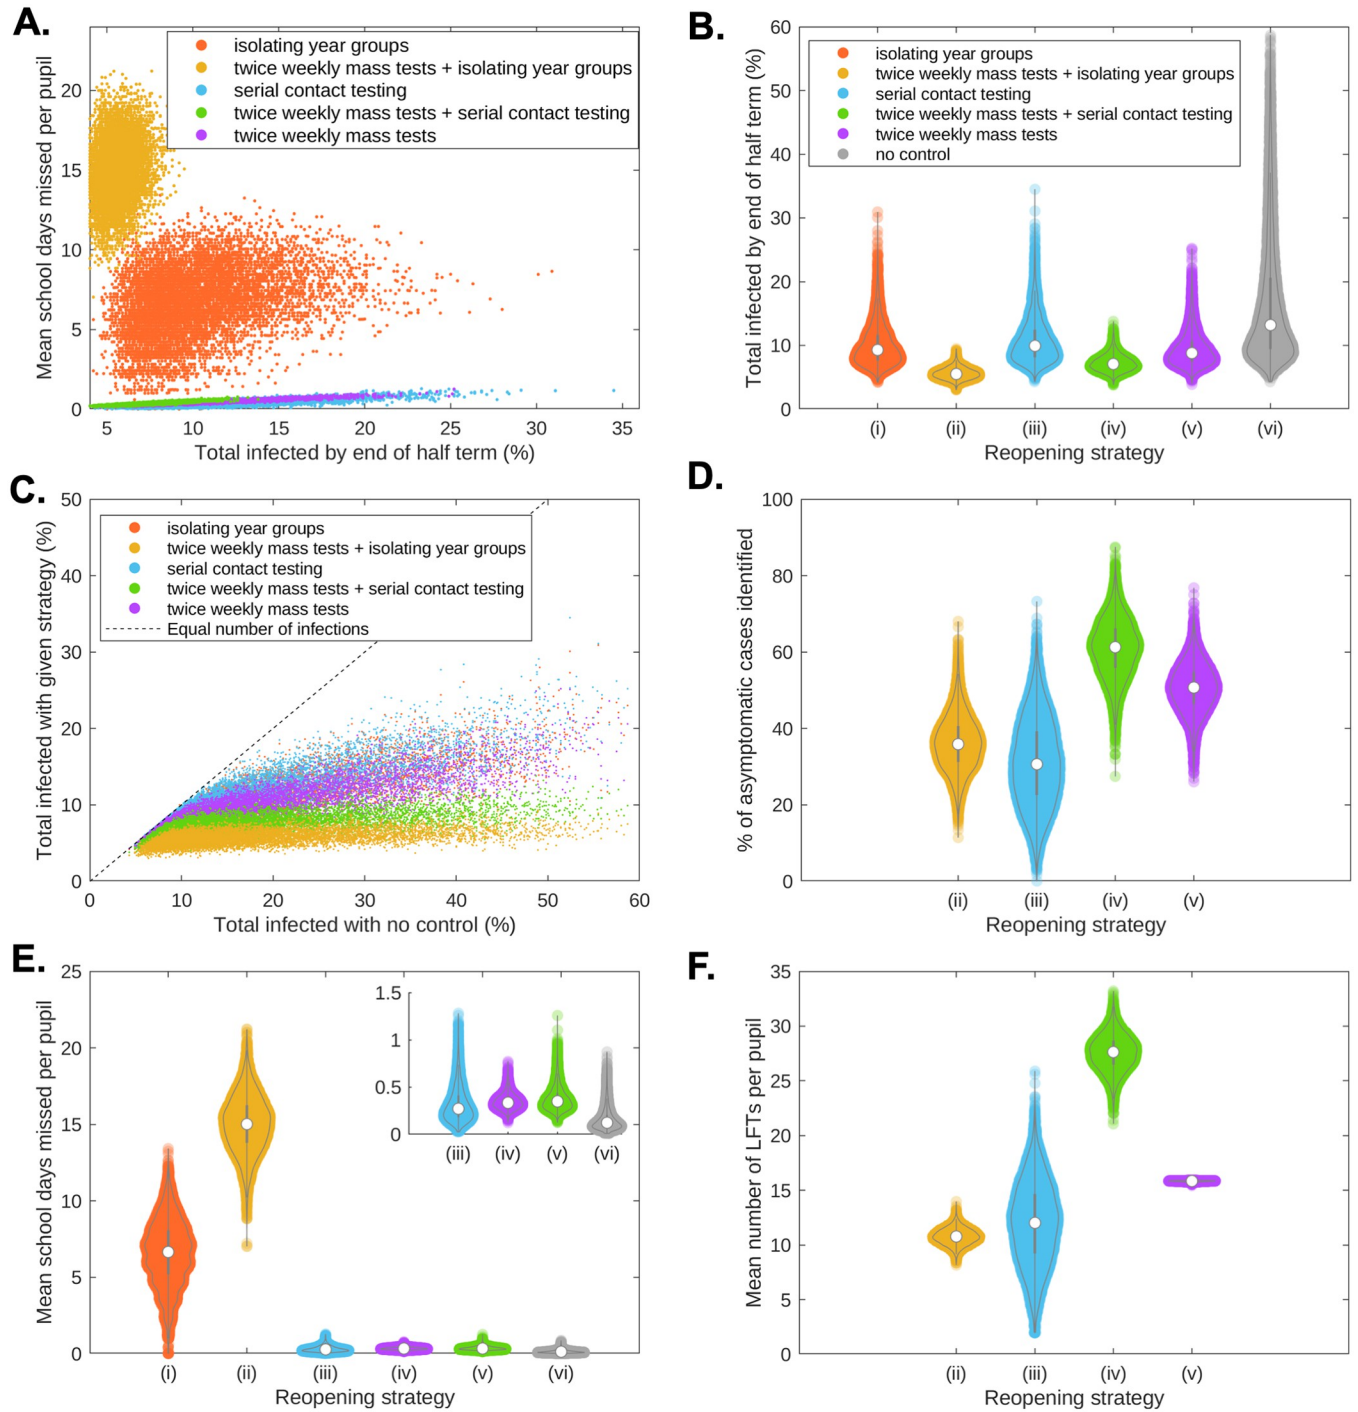 A.
Mean school days missed per pupil
20
15
10
5
0
isolating year groups
twice weekly mass tests + isolating year groups
serial contact testing
twice weekly mass tests + serial contact testing
twice weekly mass tests
5 10 15 20 25 30 35
Total infected by end of half term (%)
B.
Total infected by end of half term (%)
60
50
40
30
20
10
0
isolating year groups
twice weekly mass tests + isolating year groups
serial contact testing
twice weekly mass tests + serial contact testing
twice weekly mass tests
no control
(i) (ii) (iii) (iv) (v) (vi)
Reopening strategy
C.
Total infected with given strategy (%)
50
40
30
20
10
0
isolating year groups
twice weekly mass tests + isolating year groups
serial contact testing
twice weekly mass tests + serial contact testing
twice weekly mass tests
Equal number of infections
0 10 20 30 40 50 60
Total infected with no control (%)
D.
% of asymptomatic cases identified
100
80
60
40
20
0
(ii) (iii) (iv) (v)
Reopening strategy
E.
Mean school days missed per pupil
25
20
15
10
5
0
1.5
1
0.5
0
(iii) (iv) (v) (vi)
(i) (ii) (iii) (iv) (v) (vi)
Reopening strategy
F.
Mean number of LFTs per pupil
35
30
25
20
15
10
5
0
(ii) (iii) (iv) (v)
Reopening strategy